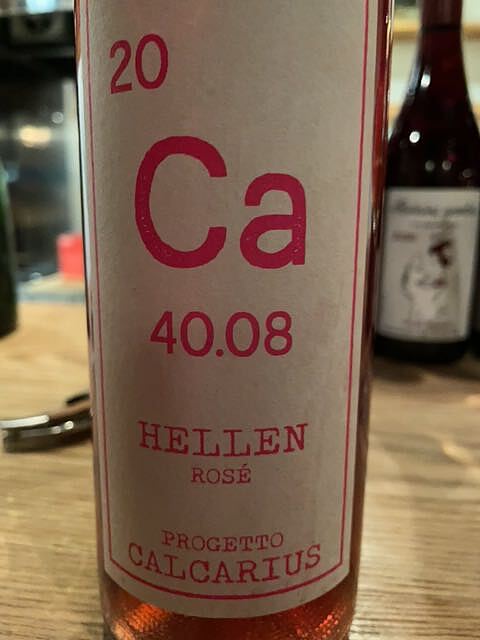 20
Ca
40.08
HELLEN
ROSÉ
PROGETTO
CALCARIUS